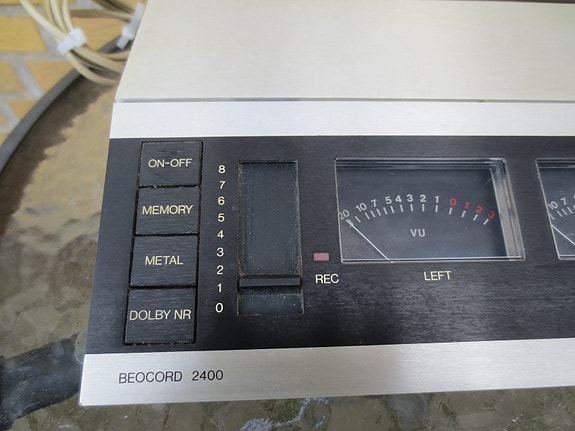 ON-OFF
MEMORY
METAL
DOLBY NR
8
7
6
5
4
3
2
1
0
REC
20 10 7 5 4 3 2 1 0 1 2 3
VU
LEFT
BEOCORD 2400